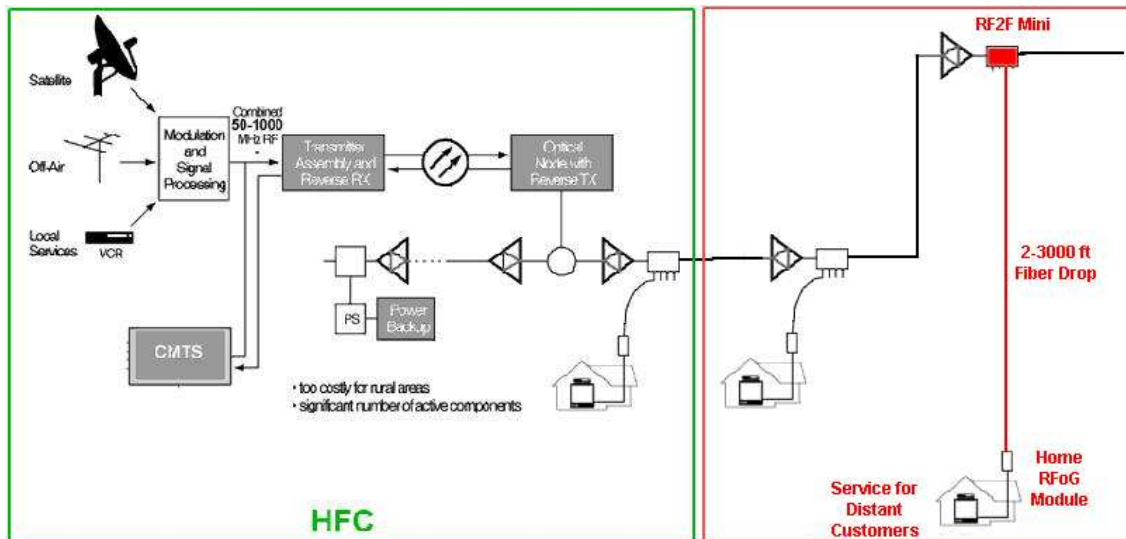 Satellite
Off-Air
Local
Services
VCR
Modulation
and
Signal
Processing
Combined
50-1000
MHz RF
Transmitter
Assembly and
Reverse RX
Optical
Node with
Reverse TX
PS
Power
Backup
CMTS
• too costly for rural areas
• significant number of active components
HFC
RF2F Mini
2-3000 ft
Fiber Drop
Home
RFoG
Module
Service for
Distant
Customers